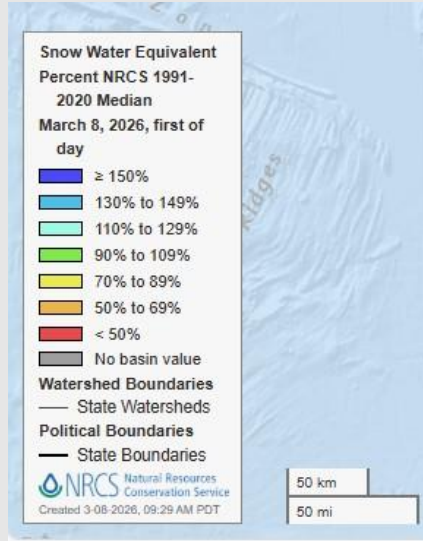 Zon
Ridges
Snow Water Equivalent
Percent NRCS 1991-
2020 Median
March 8, 2026, first of
day
≥ 150%
130% to 149%
110% to 129%
90% to 109%
70% to 89%
50% to 69%
< 50%
No basin value
Watershed Boundaries
State Watersheds
Political Boundaries
State Boundaries
NRCS Natural Resources
Conservation Service
Created 3-08-2026, 09:29 AM PDT
50 km
50 mi